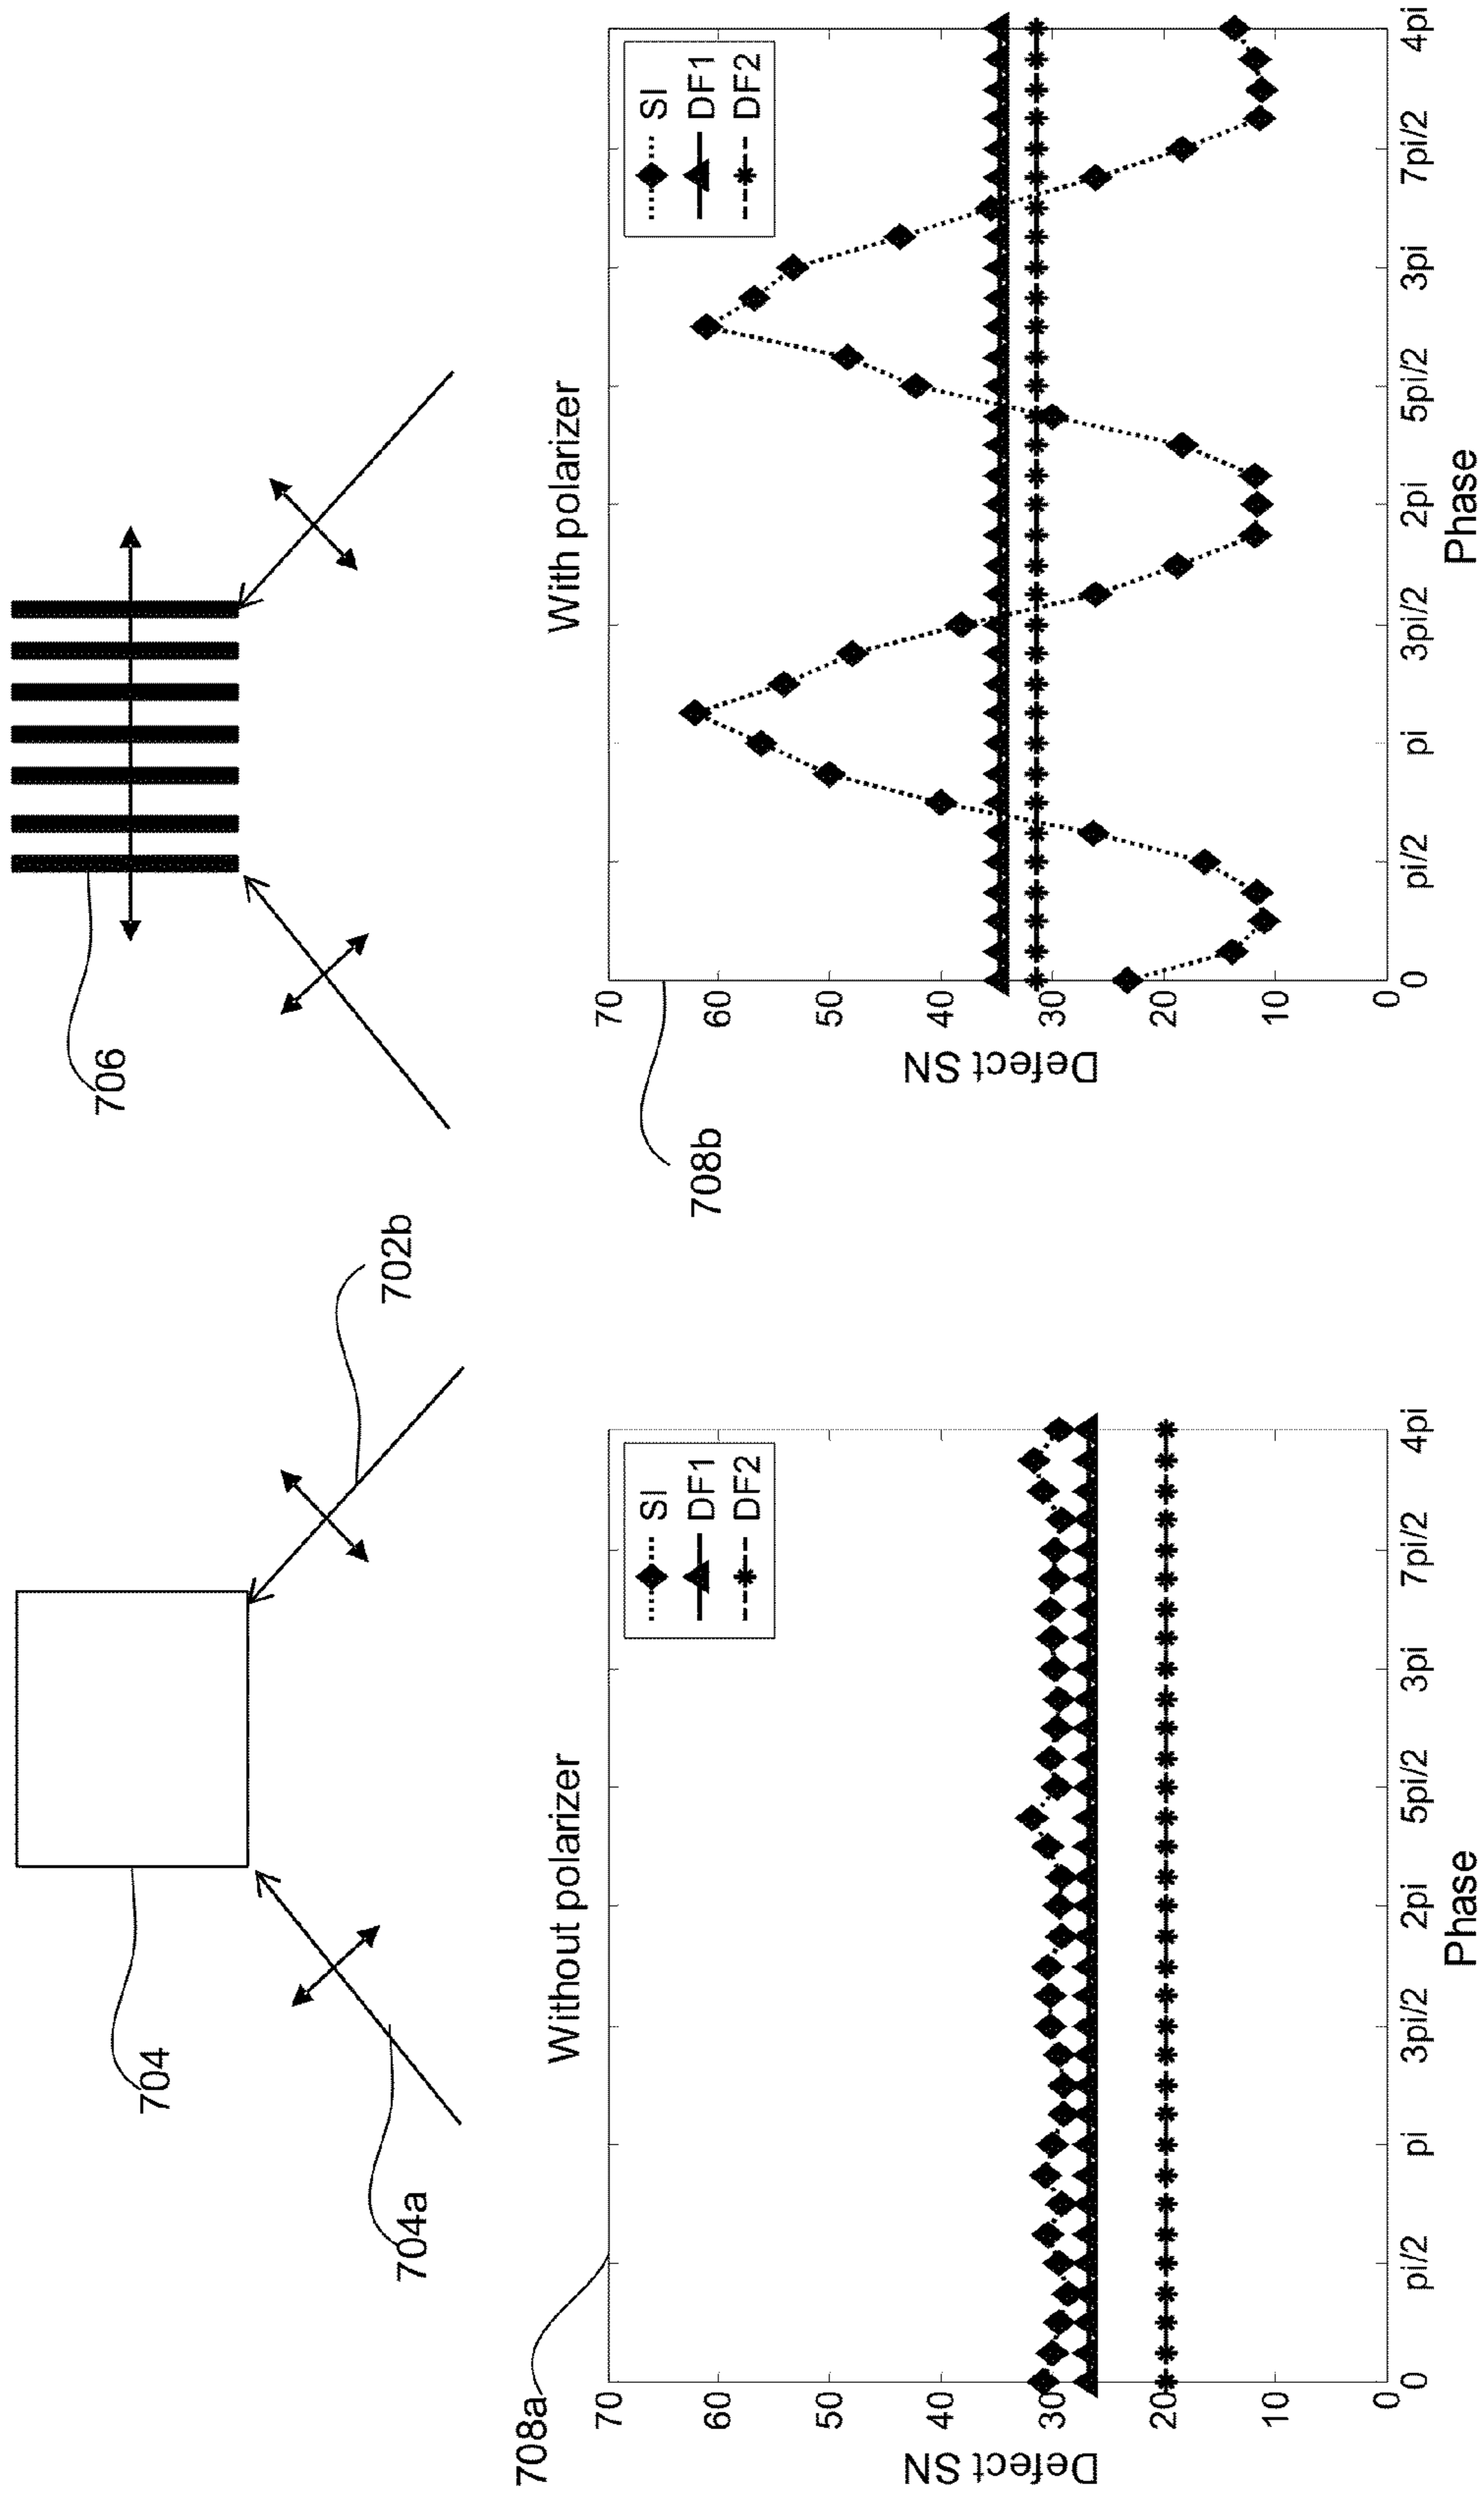 704
704a
702b
706
708a
Without polarizer
SI
DF1
DF2
Defect SN
70
60
50
40
30
20
10
0
0 pi/2 pi 3pi/2 2pi 5pi/2 3pi 7pi/2 4pi
Phase
708b
With polarizer
SI
DF1
DF2
Defect SN
70
60
50
40
30
20
10
0
0 pi/2 pi 3pi/2 2pi 5pi/2 3pi 7pi/2 4pi
Phase